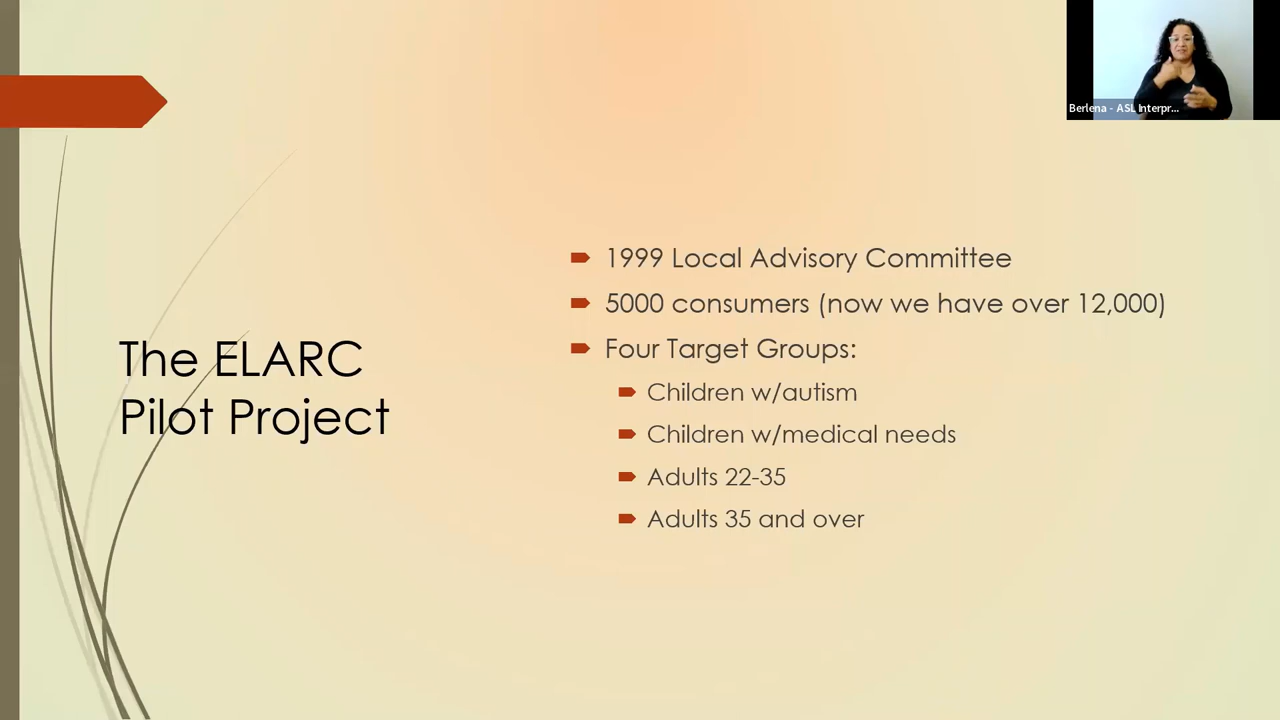 Berlena - ASL Interpr...
The ELARC
Pilot Project
1999 Local Advisory Committee
5000 consumers (now we have over 12,000)
Four Target Groups:
Children w/autism
Children w/medical needs
Adults 22-35
Adults 35 and over